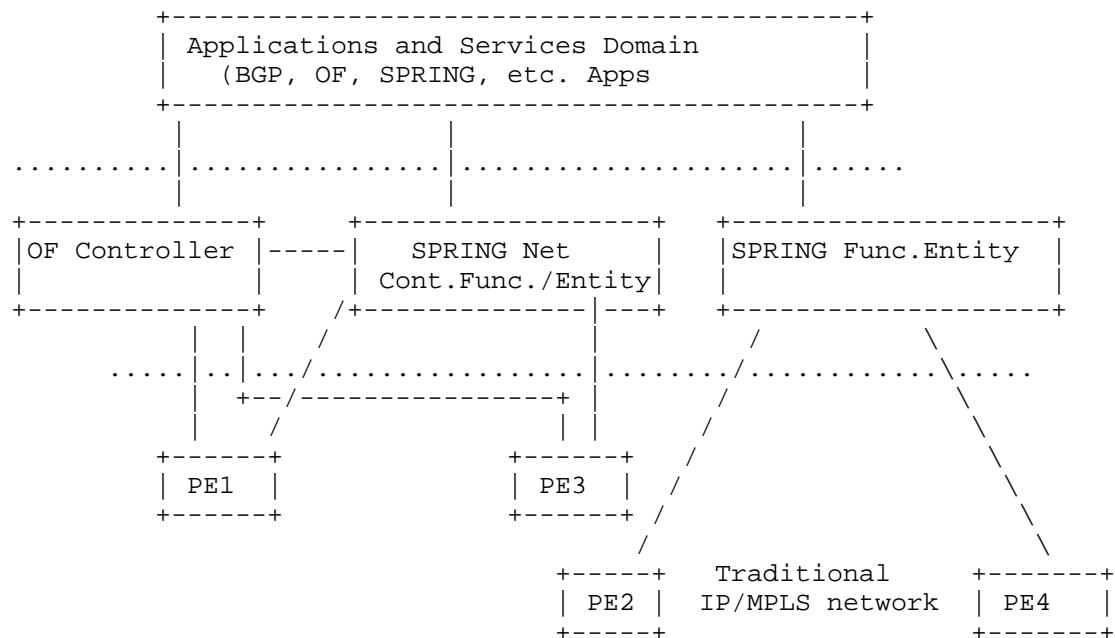 Applications and Services Domain
(BGP, OF, SPRING, etc. Apps
OF Controller
SPRING Net
Cont.Func./Entity
SPRING Func.Entity
PE1
PE3
Traditional
PE2
IP/MPLS network
PE4